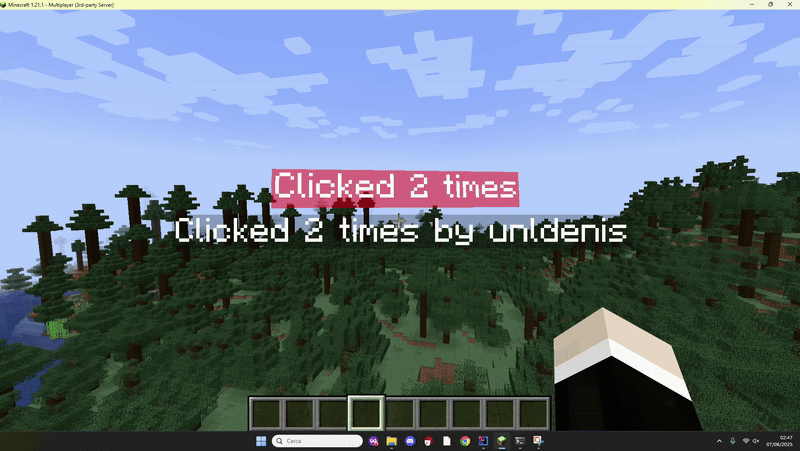 Minecraft 1.21.1 - Multiplayer (3rd-party Server)
Clicked 2 times
Clicked 2 times by unldenis
Cerca
02:47
07/06/2025